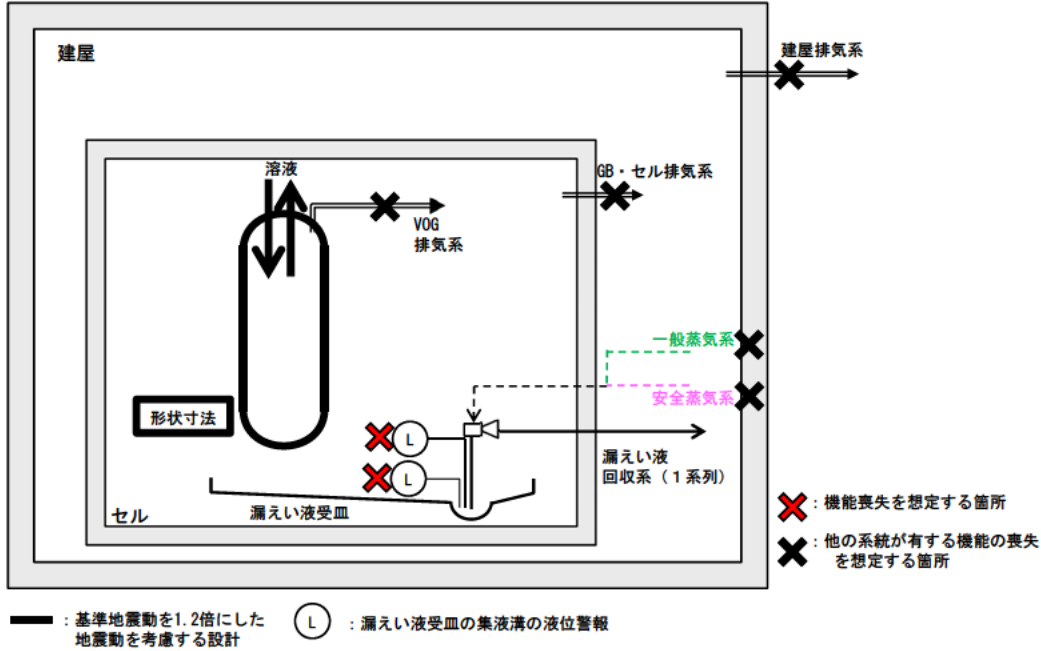 建屋
建屋排気系
溶液
GB・セル排気系
VOG
排気系
一般蒸気系
安全蒸気系
形状寸法
L
L
漏えい液
回収系（１系列）
漏えい液受皿
セル
：機能喪失を想定する箇所
：他の系統が有する機能の喪失
を想定する箇所
：基準地震動を1.2倍にした
地震動を考慮する設計
L
：漏えい液受皿の集液溝の液位警報